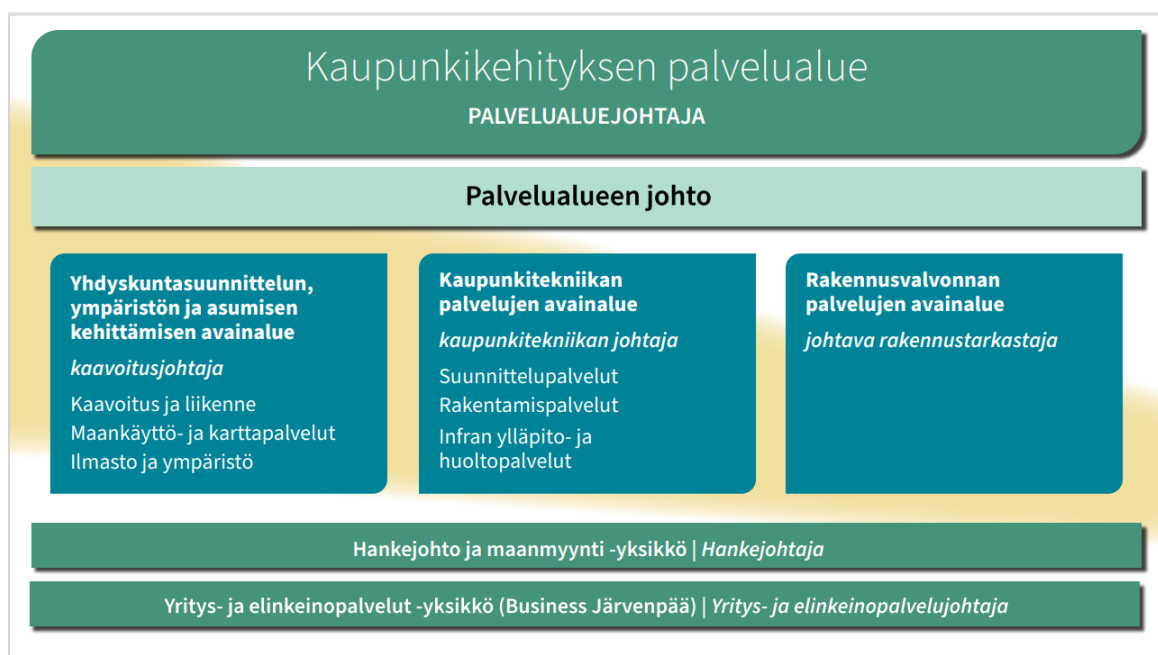 Kaupunkikehityksen palvelualue
PALVELUALUEJOHTAJA
Palvelualueen johto
Yhdyskuntasuunnittelun,
ympäristön ja asumisen
kehittämisen avainalue
kaavoitusjohtaja
Kaavoitus ja liikenne
Maankäyttö- ja karttapalvelut
Ilmasto ja ympäristö
Kaupunkitekniikan
palvelujen avainalue
kaupunkitekniikan johtaja
Suunnittelupalvelut
Rakentamispalvelut
Infran ylläpito- ja
huoltopalvelut
Rakennusvalvonnan
palvelujen avainalue
johtava rakennustarkastaja
Hankejohto ja maanmyynti -yksikkö | Hankejohtaja
Yritys- ja elinkeinopalvelut -yksikkö (Business Järvenpää) | Yritys- ja elinkeinopalvelujohtaja